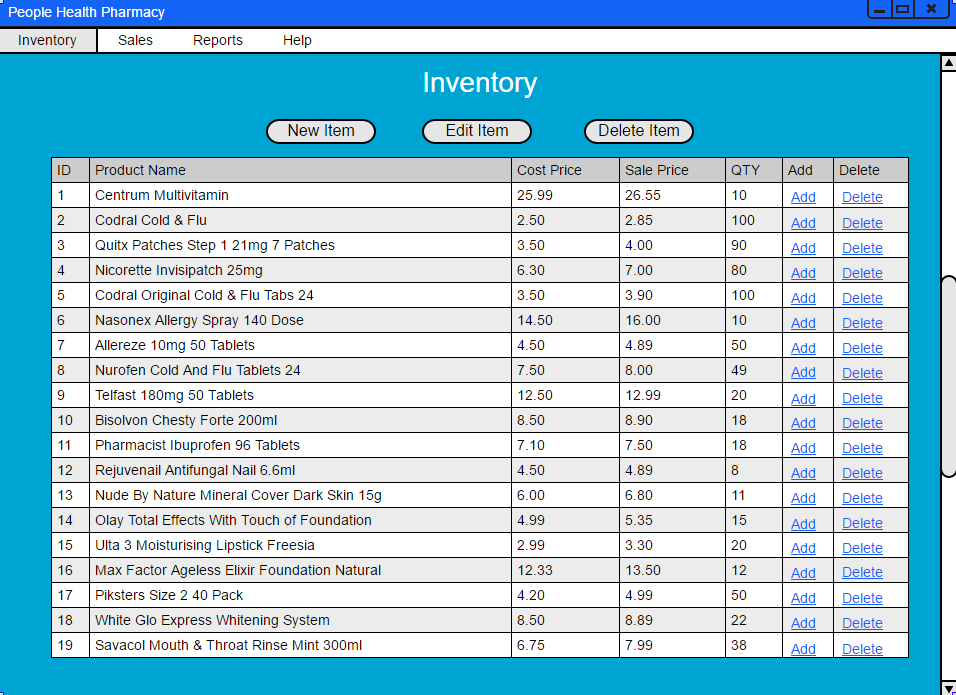 People Health Pharmacy
Inventory Sales Reports Help
Inventory
New Item Edit Item Delete Item
ID Product Name Cost Price Sale Price QTY Add Delete
1 Centrum Multivitamin 25.99 26.55 10 Add Delete
2 Codral Cold & Flu 2.50 2.85 100 Add Delete
3 Quitx Patches Step 1 21mg 7 Patches 3.50 4.00 90 Add Delete
4 Nicorette Invisipatch 25mg 6.30 7.00 80 Add Delete
5 Codral Original Cold & Flu Tabs 24 3.50 3.90 100 Add Delete
6 Nasonex Allergy Spray 140 Dose 14.50 16.00 10 Add Delete
7 Allereze 10mg 50 Tablets 4.50 4.89 50 Add Delete
8 Nurofen Cold And Flu Tablets 24 7.50 8.00 49 Add Delete
9 Telfast 180mg 50 Tablets 12.50 12.99 20 Add Delete
10 Bisolvon Chesty Forte 200ml 8.50 8.90 18 Add Delete
11 Pharmacist Ibuprofen 96 Tablets 7.10 7.50 18 Add Delete
12 Rejuvenail Antifungal Nail 6.6ml 4.50 4.89 8 Add Delete
13 Nude By Nature Mineral Cover Dark Skin 15g 6.00 6.80 11 Add Delete
14 Olay Total Effects With Touch of Foundation 4.99 5.35 15 Add Delete
15 Ulta 3 Moisturising Lipstick Freesia 2.99 3.30 20 Add Delete
16 Max Factor Ageless Elixir Foundation Natural 12.33 13.50 12 Add Delete
17 Piksters Size 2 40 Pack 4.20 4.99 50 Add Delete
18 White Glo Express Whitening System 8.50 8.89 22 Add Delete
19 Savacol Mouth & Throat Rinse Mint 300ml 6.75 7.99 38 Add Delete